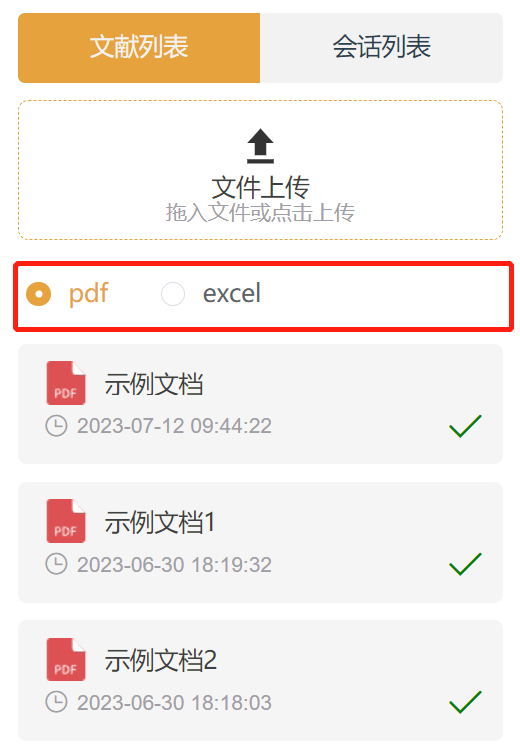 文献列表
会话列表
文件上传
拖入文件或点击上传
pdf
excel
PDF
示例文档
2023-07-12 09:44:22
PDF
示例文档1
2023-06-30 18:19:32
PDF
示例文档2
2023-06-30 18:18:03